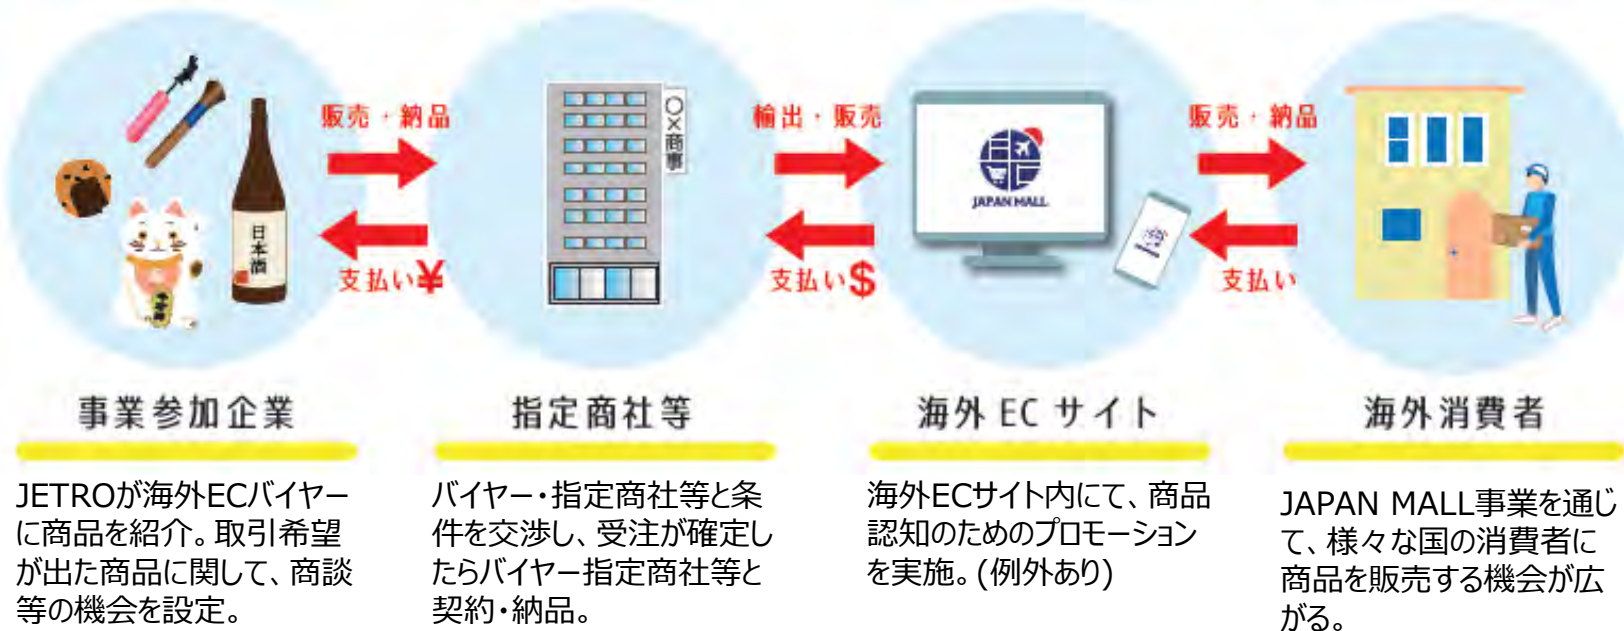 販売・納品
輸出・販売
販売・納品
〇×商事
JAPAN MALL
日本酒
支払い¥
支払い$
支払い
事業参加企業
指定商社等
海外 EC サイト
海外消費者
JETROが海外ECバイヤー
に商品を紹介。取引希望
が出た商品に関して、商談
等の機会を設定。
バイヤー・指定商社等と条
件を交渉し、受注が確定し
たらバイヤー指定商社等と
契約・納品。
海外ECサイト内にて、商品
認知のためのプロモーション
を実施。(例外あり)
JAPAN MALL事業を通じ
て、様々な国の消費者に
商品を販売する機会が広
がる。